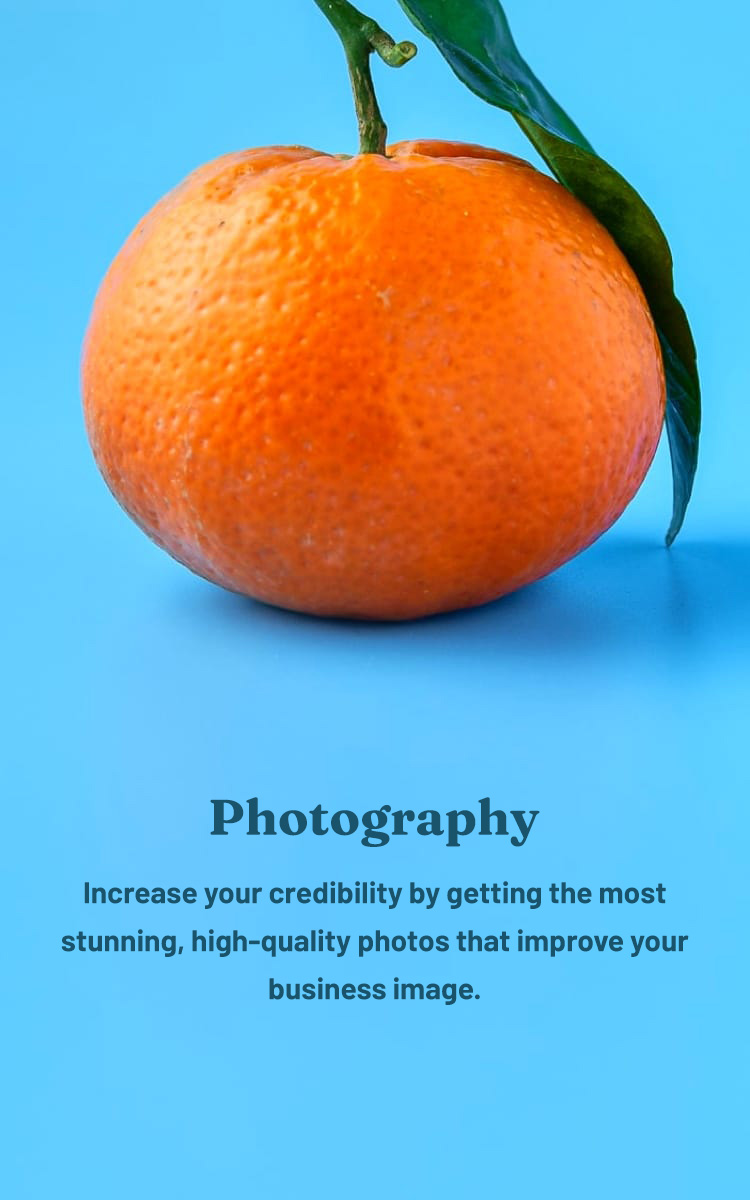 Photography
Increase your credibility by getting the most
stunning, high-quality photos that improve your
business image.